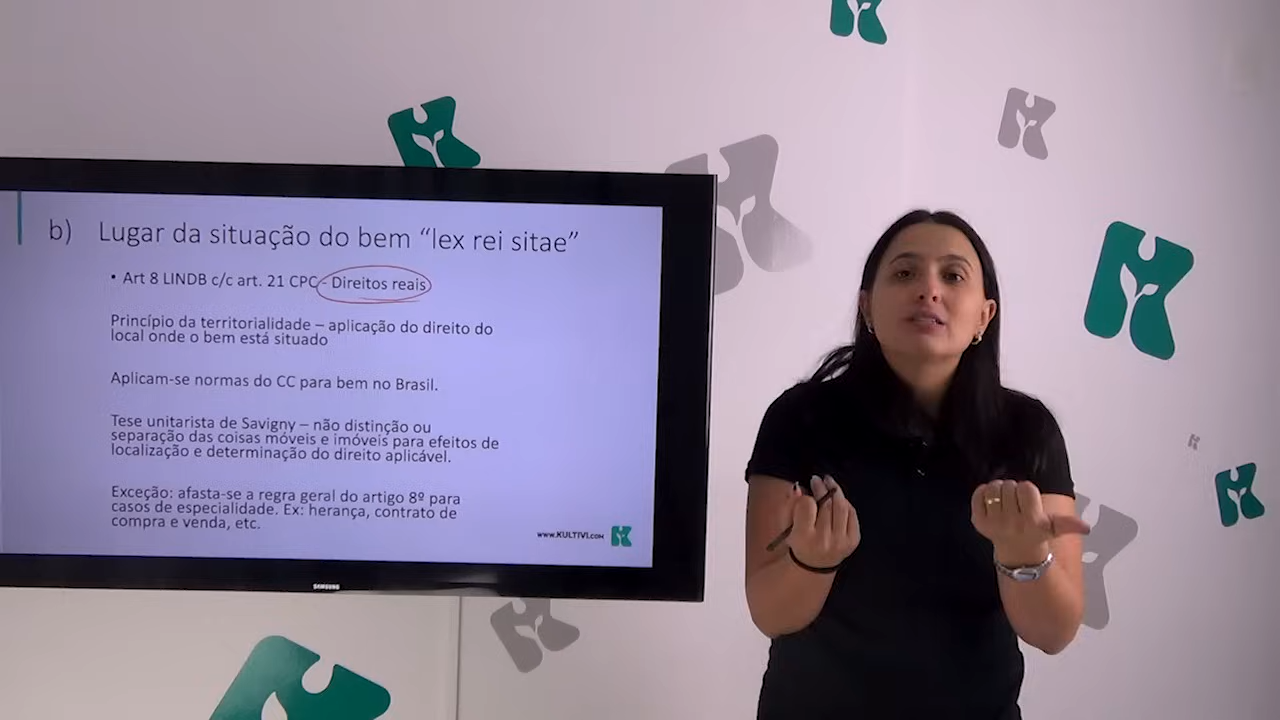 b) Lugar da situação do bem “lex rei sitae”
• Art 8 LINDB c/c art. 21 CPC - Direitos reais
Princípio da territorialidade – aplicação do direito do
local onde o bem está situado
Aplicam-se normas do CC para bem no Brasil.
Tese unitarista de Savigny – não distinção ou
separação das coisas móveis e imóveis para efeitos de
localização e determinação do direito aplicável.
Exceção: afasta-se a regra geral do artigo 8º para
casos de especialidade. Ex: herança, contrato de
compra e venda, etc.
www.KULTIVI.com
SAMSUNG